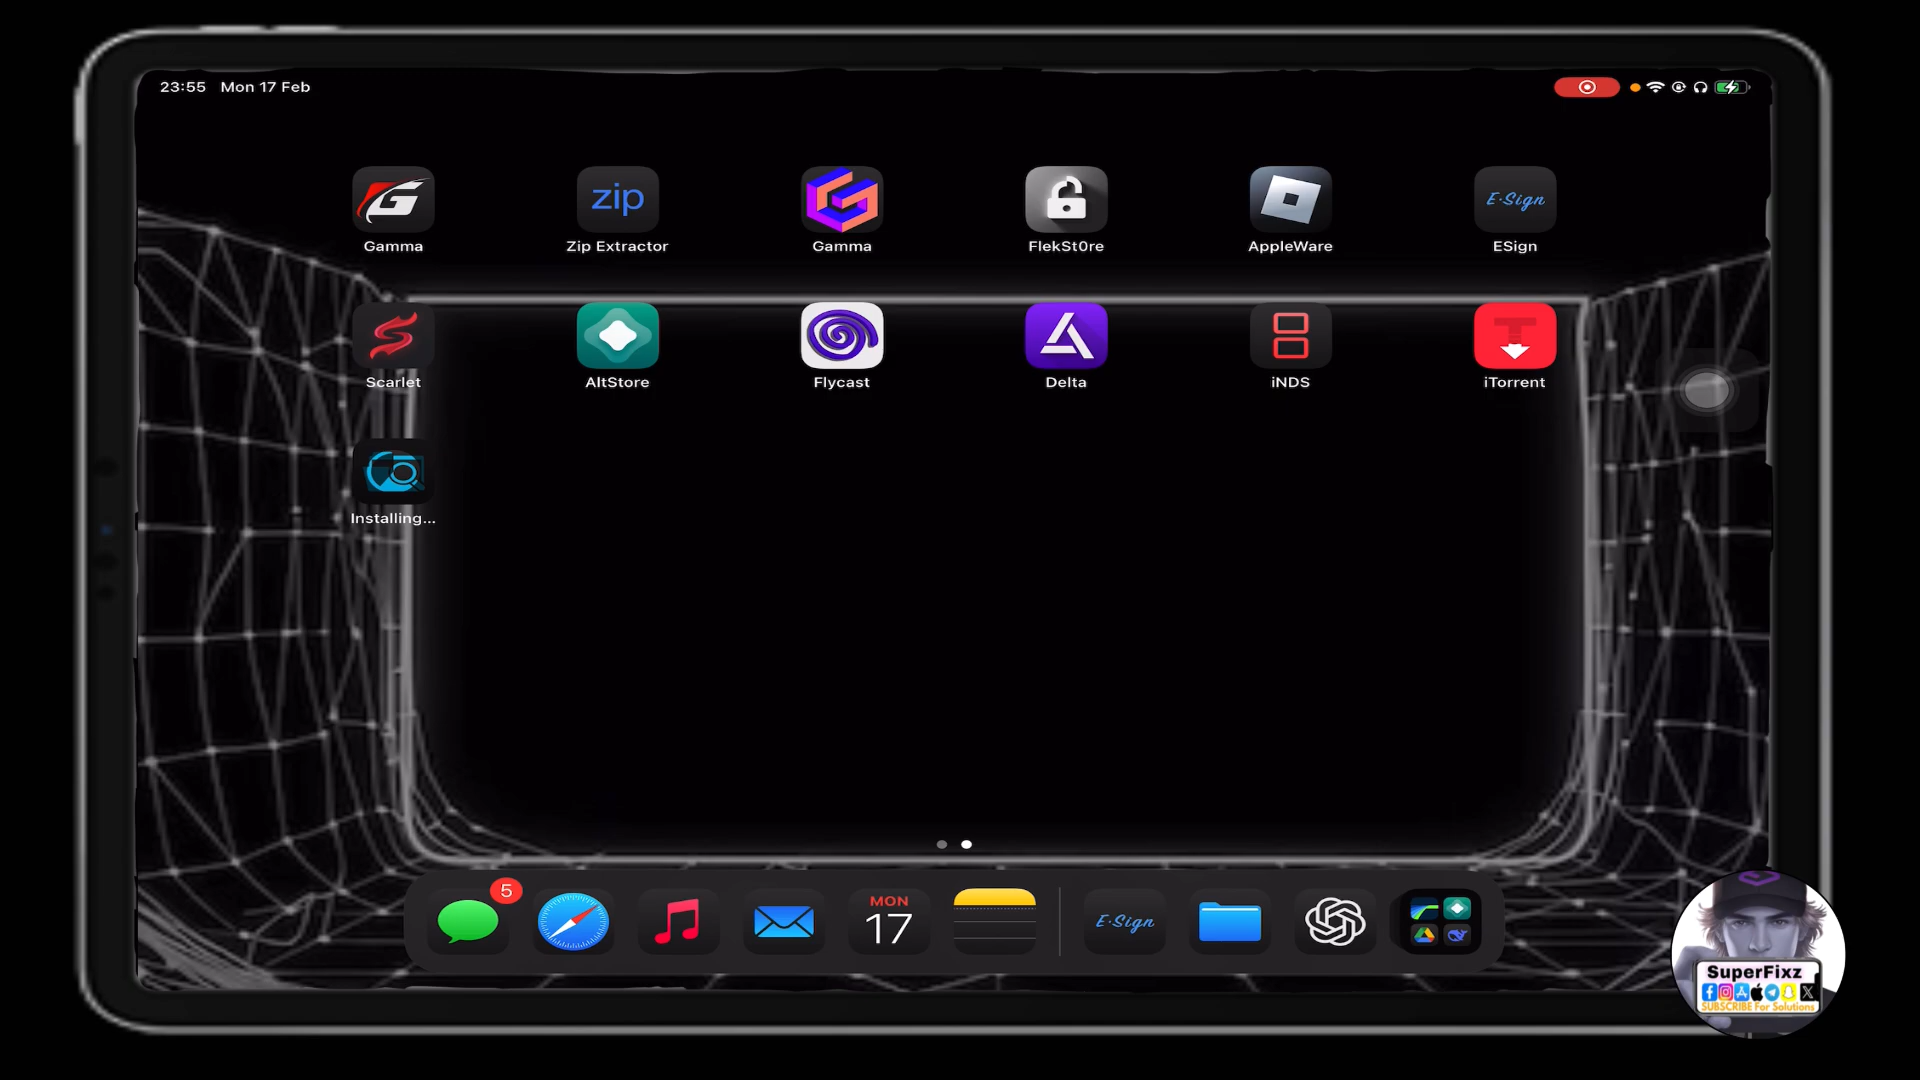 23:55 Mon 17 Feb
zip
E·Sign
Gamma Zip Extractor Gamma FlekSt0re AppleWare ESign
Scarlet AltStore Flycast Delta iNDS iTorrent
Installing...
5
MON
17
E·Sign
SuperFixz
SUBSCRIBE For Solutions